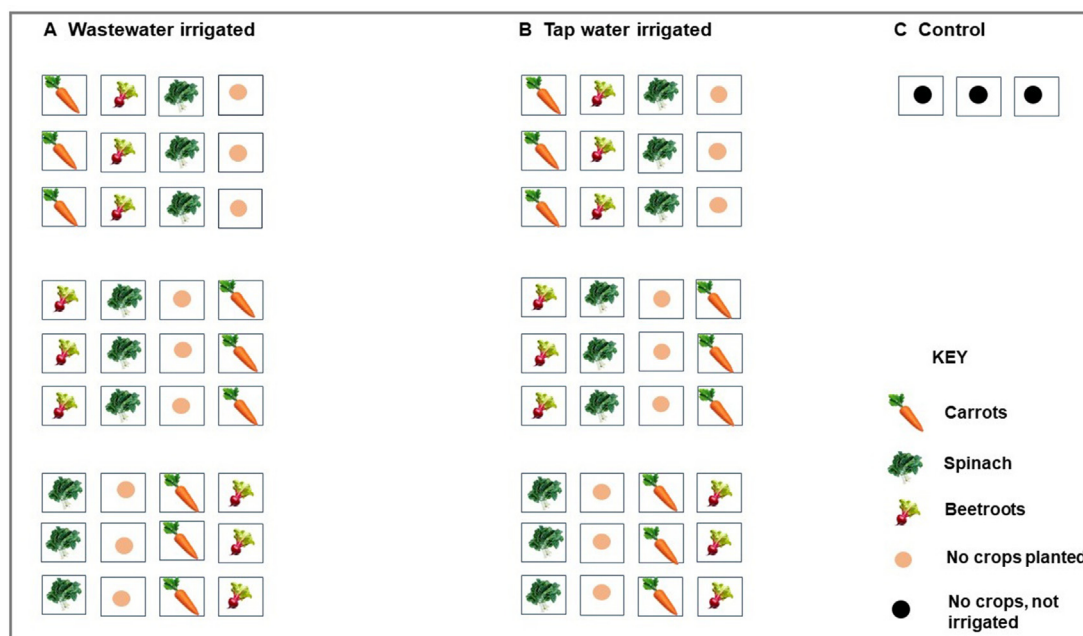 A Wastewater irrigated
B Tap water irrigated
C Control
KEY
Carrots
Spinach
Beetroots
No crops planted
No crops, not
irrigated